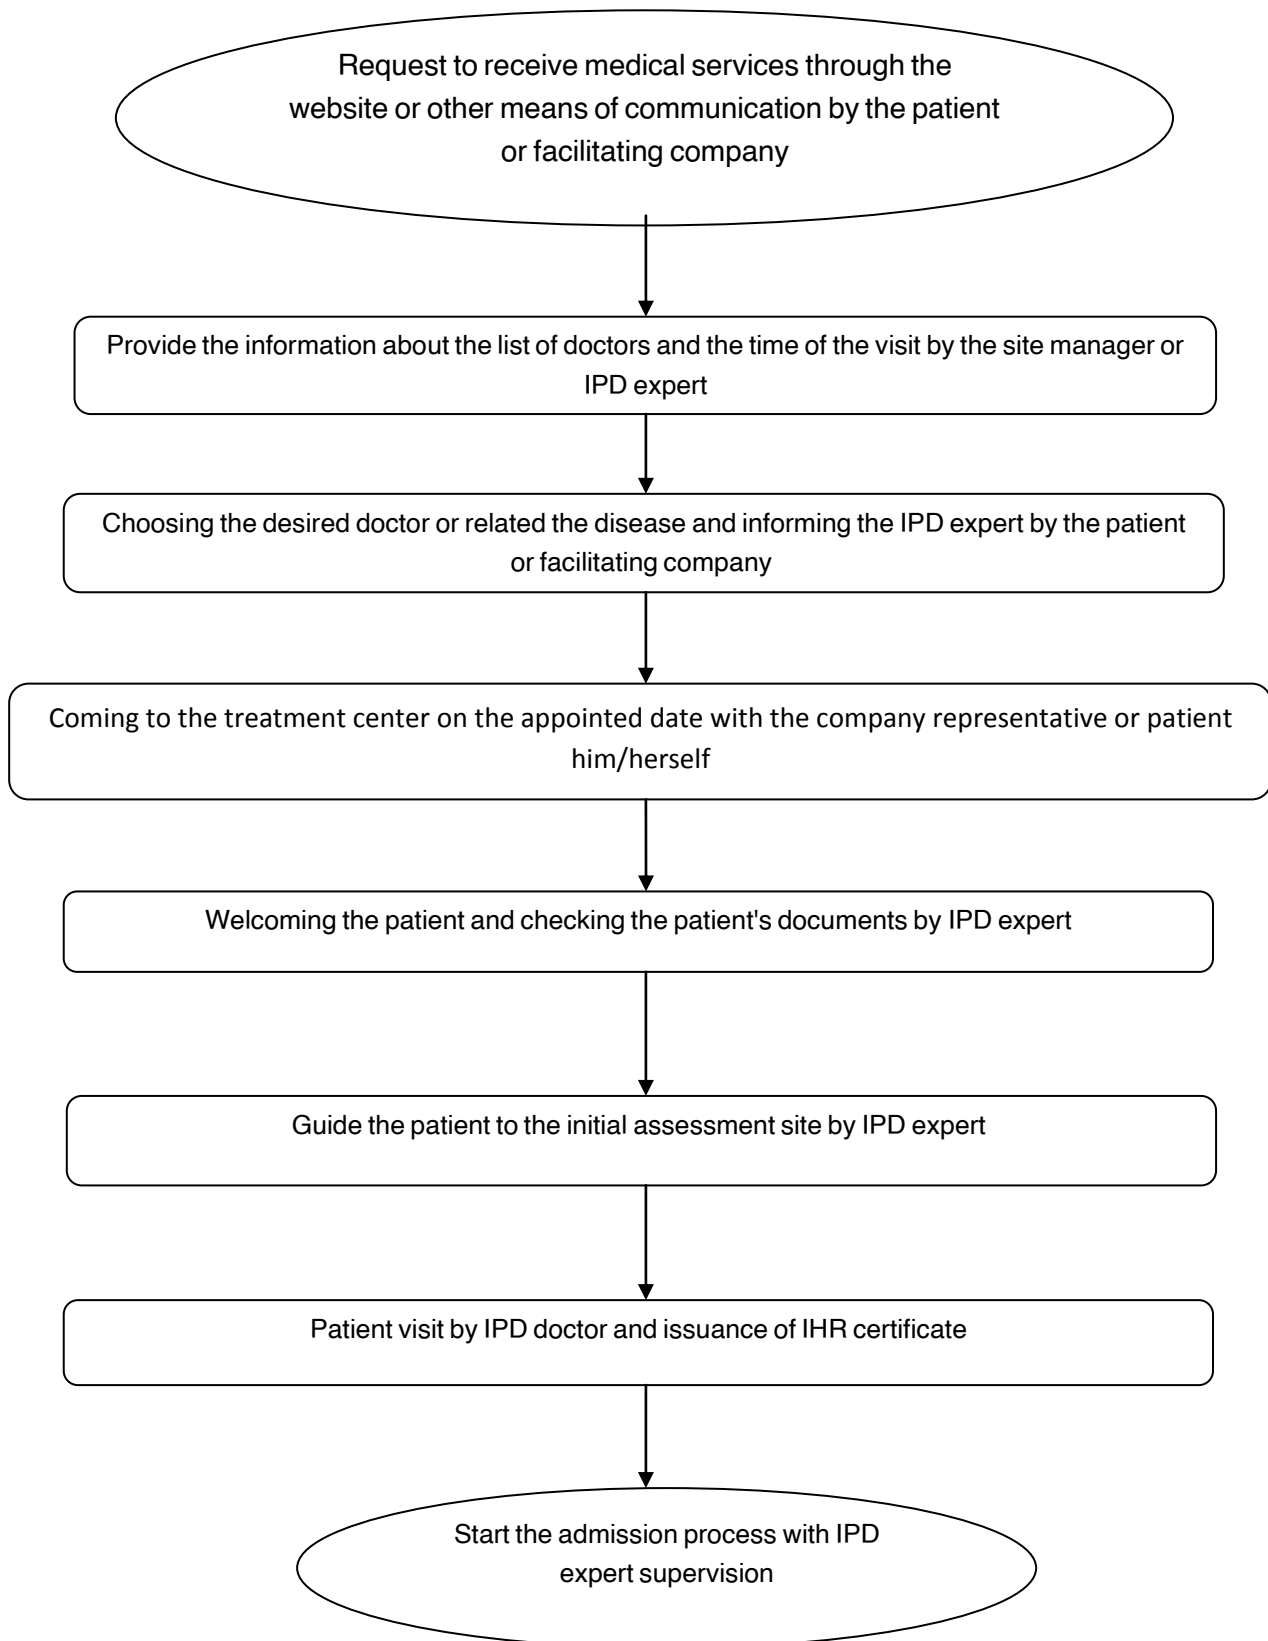 Request to receive medical services through the
website or other means of communication by the patient
or facilitating company
Provide the information about the list of doctors and the time of the visit by the site manager or
IPD expert
Choosing the desired doctor or related the disease and informing the IPD expert by the patient
or facilitating company
Coming to the treatment center on the appointed date with the company representative or patient
him/herself
Welcoming the patient and checking the patient's documents by IPD expert
Guide the patient to the initial assessment site by IPD expert
Patient visit by IPD doctor and issuance of IHR certificate
Start the admission process with IPD
expert supervision